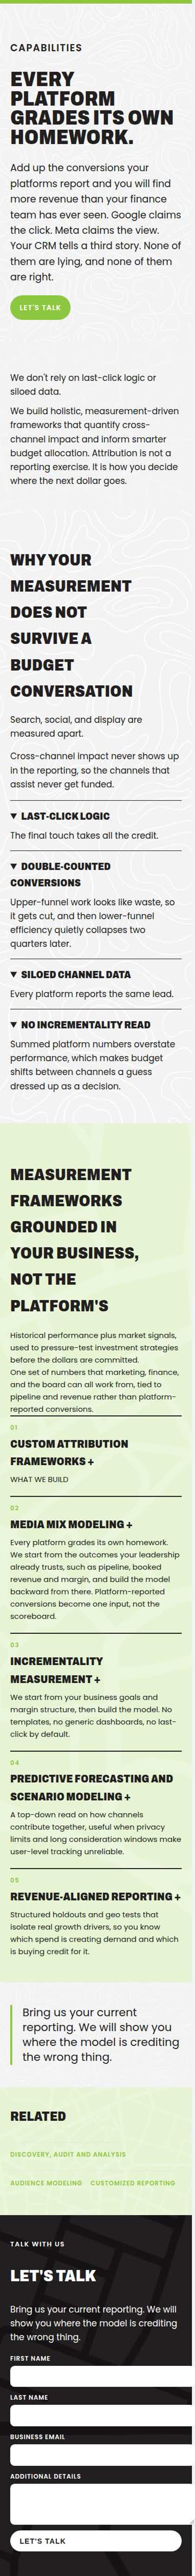 CAPABILITIES
EVERY
PLATFORM
GRADES ITS OWN
HOMEWORK.
Add up the conversions your
platforms report and you will find
more revenue than your finance
team has ever seen. Google claims
the click. Meta claims the view.
Your CRM tells a third story. None of
them are lying, and none of them
are right.
LET'S TALK
We don't rely on last-click logic or
siloed data.
We build holistic, measurement-driven
frameworks that quantify cross-
channel impact and inform smarter
budget allocation. Attribution is not a
reporting exercise. It is how you decide
where the next dollar goes.
WHY YOUR
MEASUREMENT
DOES NOT
SURVIVE A
BUDGET
CONVERSATION
Search, social, and display are
measured apart.
Cross-channel impact never shows up
in the reporting, so the channels that
assist never get funded.
▼ LAST-CLICK LOGIC
The final touch takes all the credit.
▼ DOUBLE-COUNTED
CONVERSIONS
Upper-funnel work looks like waste, so
it gets cut, and then lower-funnel
efficiency quietly collapses two
quarters later.
▼ SILOED CHANNEL DATA
Every platform reports the same lead.
▼ NO INCREMENTALITY READ
Summed platform numbers overstate
performance, which makes budget
shifts between channels a guess
dressed up as a decision.
MEASUREMENT
FRAMEWORKS
GROUNDED IN
YOUR BUSINESS,
NOT THE
PLATFORM'S
Historical performance plus market signals,
used to pressure-test investment strategies
before the dollars are committed.
One set of numbers that marketing, finance,
and the board can all work from, tied to
pipeline and revenue rather than platform-
reported conversions.
01
CUSTOM ATTRIBUTION
FRAMEWORKS +
WHAT WE BUILD
02
MEDIA MIX MODELING +
Every platform grades its own homework.
We start from the outcomes your leadership
already trusts, such as pipeline, booked
revenue and margin, and build the model
backward from there. Platform-reported
conversions become one input, not the
scoreboard.
03
INCREMENTALITY
MEASUREMENT +
We start from your business goals and
margin structure, then build the model. No
templates, no generic dashboards, no last-
click by default.
04
PREDICTIVE FORECASTING AND
SCENARIO MODELING +
A top-down read on how channels
contribute together, useful when privacy
limits and long consideration windows make
user-level tracking unreliable.
05
REVENUE-ALIGNED REPORTING +
Structured holdouts and geo tests that
isolate real growth drivers, so you know
which spend is creating demand and which
is buying credit for it.
Bring us your current
reporting. We will show you
where the model is crediting
the wrong thing.
RELATED
DISCOVERY, AUDIT AND ANALYSIS
AUDIENCE MODELING CUSTOMIZED REPORTING
TALK WITH US
LET'S TALK
Bring us your current reporting. We will
show you where the model is crediting
the wrong thing.
FIRST NAME
LAST NAME
BUSINESS EMAIL
ADDITIONAL DETAILS
LET'S TALK